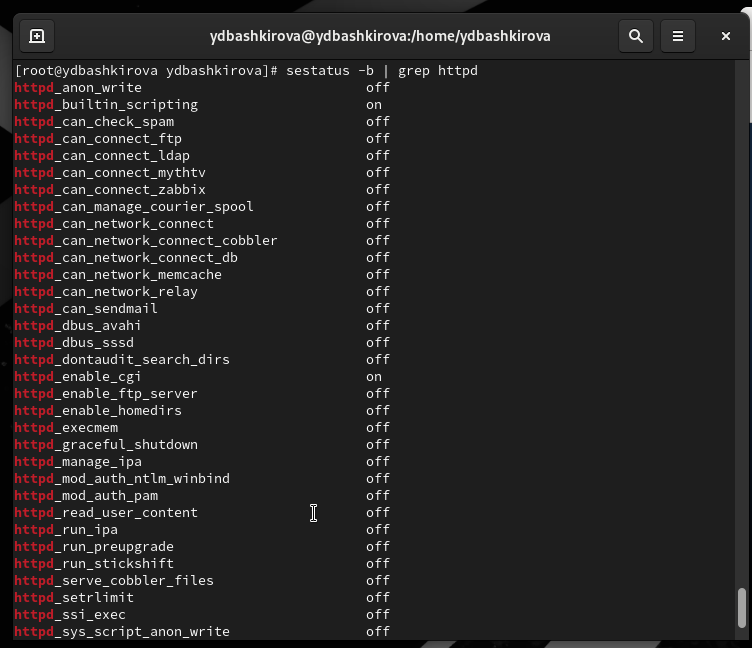 ydbashkirova@ydbashkirova:/home/ydbashkirova
[root@ydbashkirova ydbashkirova]# sestatus -b | grep httpd
httpd_anon_write off
httpd_builtin_scripting on
httpd_can_check_spam off
httpd_can_connect_ftp off
httpd_can_connect_ldap off
httpd_can_connect_mythtv off
httpd_can_connect_zabbix off
httpd_can_manage_courier_spool off
httpd_can_network_connect off
httpd_can_network_connect_cobbler off
httpd_can_network_connect_db off
httpd_can_network_memcache off
httpd_can_network_relay off
httpd_can_sendmail off
httpd_dbus_avahi off
httpd_dbus_sssd off
httpd_dontaudit_search_dirs off
httpd_enable_cgi on
httpd_enable_ftp_server off
httpd_enable_homedirs off
httpd_execmem off
httpd_graceful_shutdown off
httpd_manage_ipa off
httpd_mod_auth_ntlm_winbind off
httpd_mod_auth_pam off
httpd_read_user_content off
httpd_run_ipa off
httpd_run_preupgrade off
httpd_run_stickshift off
httpd_serve_cobbler_files off
httpd_setrlimit off
httpd_ssi_exec off
httpd_sys_script_anon_write off